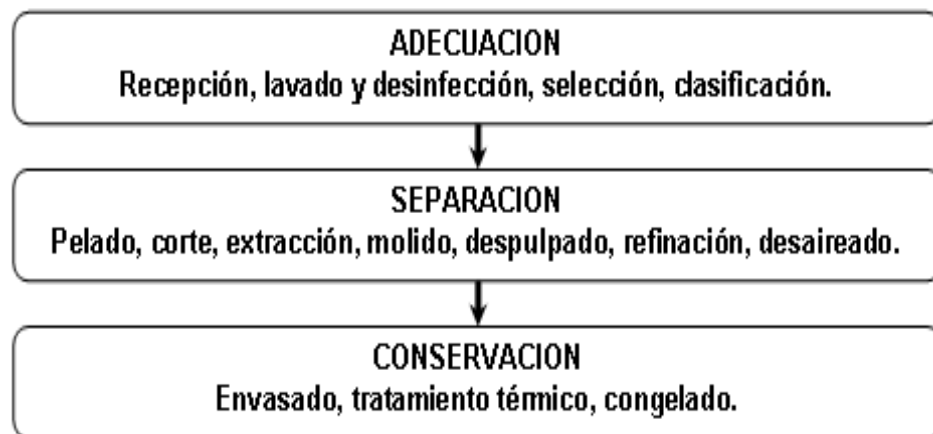 ADECUACION
Recepción, lavado y desinfección, selección, clasificación.
SEPARACION
Pelado, corte, extracción, molido, despulpado, refinación, desaireado.
CONSERVACION
Envasado, tratamiento térmico, congelado.